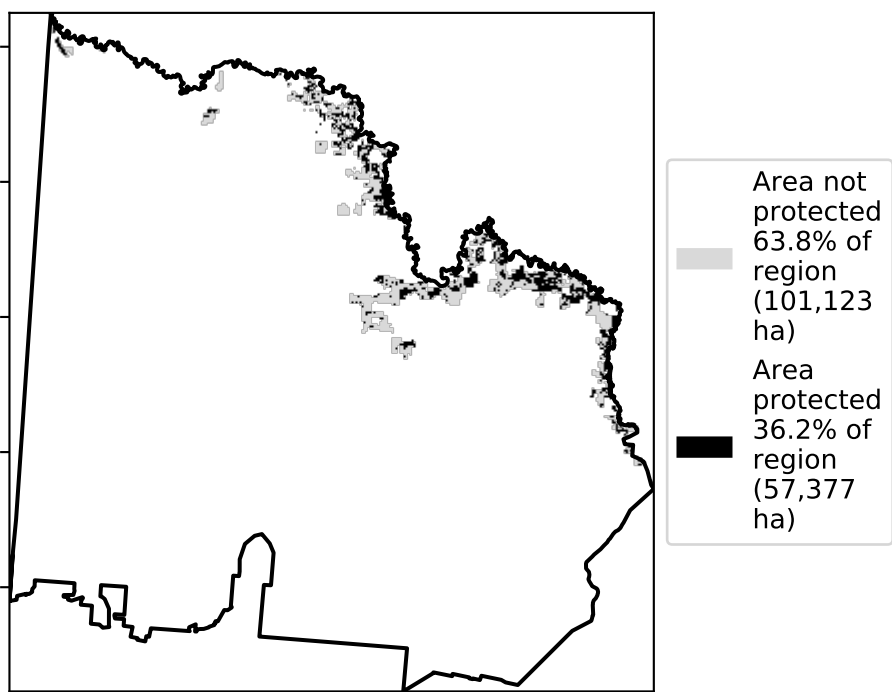 Area not
protected
63.8% of
region
(101,123
ha)
Area
protected
36.2% of
region
(57,377
ha)